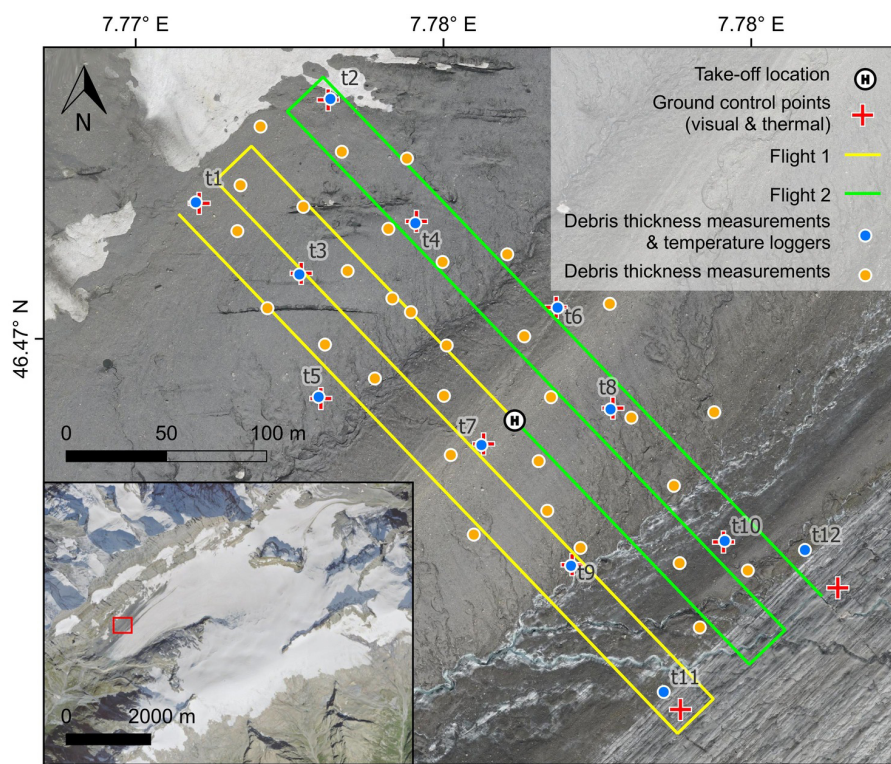 7.77° E
7.78° E
7.78° E
46.47° N
N
H
Take-off location
Ground control points
(visual & thermal)
Flight 1
Flight 2
Debris thickness measurements
& temperature loggers
Debris thickness measurements
t2
t1
t4
t3
t6
t5
t8
t7
H
t10
t12
t9
t11
0 50 100 m
0 2000 m